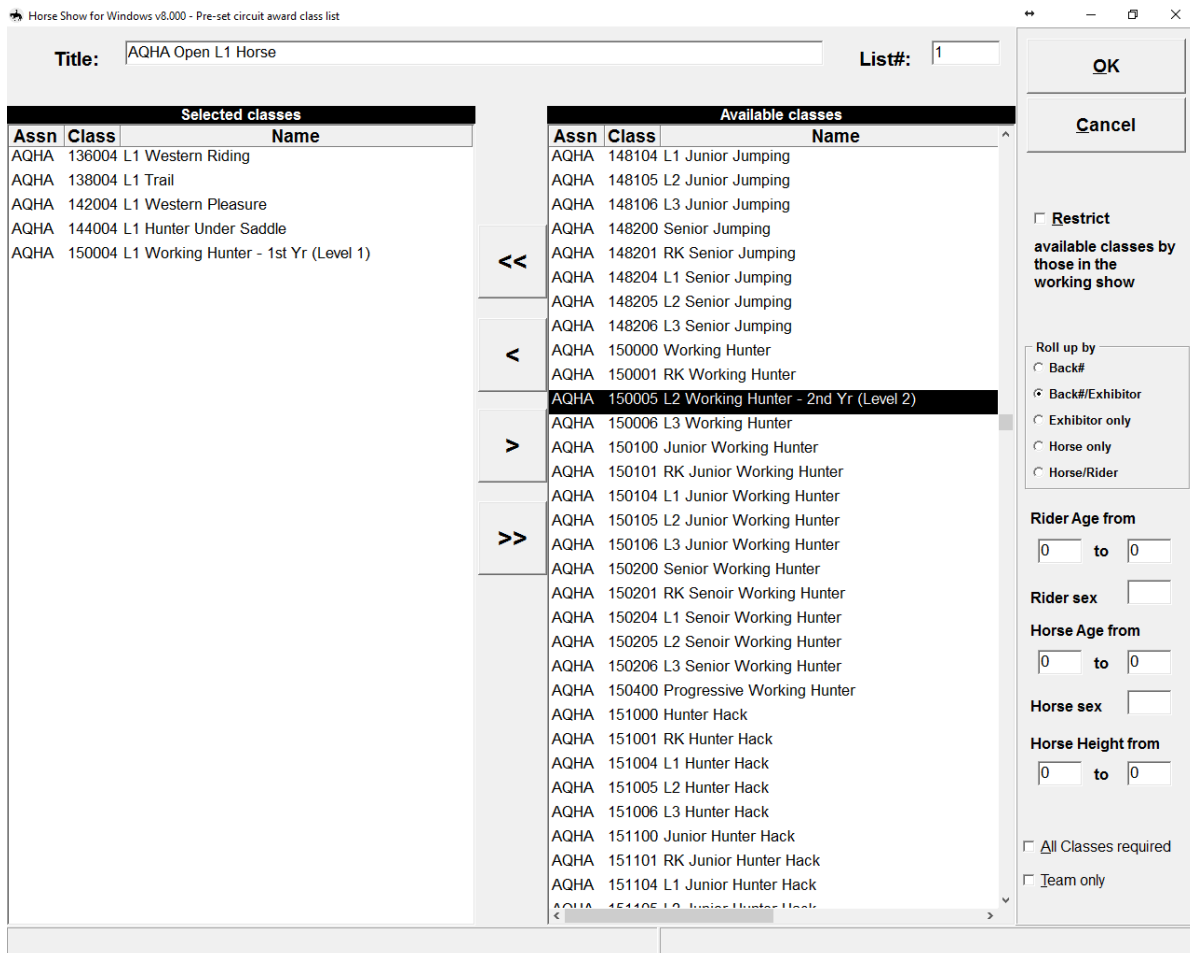 Horse Show for Windows v8.000 - Pre-set circuit award class list
Title: AQHA Open L1 Horse List#: 1
Selected classes
Assn Class Name
AQHA 136004 L1 Western Riding
AQHA 138004 L1 Trail
AQHA 142004 L1 Western Pleasure
AQHA 144004 L1 Hunter Under Saddle
AQHA 150004 L1 Working Hunter - 1st Yr (Level 1)
<<
<
>
>>
Available classes
Assn Class Name
AQHA 148104 L1 Junior Jumping
AQHA 148105 L2 Junior Jumping
AQHA 148106 L3 Junior Jumping
AQHA 148200 Senior Jumping
AQHA 148201 RK Senior Jumping
AQHA 148204 L1 Senior Jumping
AQHA 148205 L2 Senior Jumping
AQHA 148206 L3 Senior Jumping
AQHA 150000 Working Hunter
AQHA 150001 RK Working Hunter
AQHA 150005 L2 Working Hunter - 2nd Yr (Level 2)
AQHA 150006 L3 Working Hunter
AQHA 150100 Junior Working Hunter
AQHA 150101 RK Junior Working Hunter
AQHA 150104 L1 Junior Working Hunter
AQHA 150105 L2 Junior Working Hunter
AQHA 150106 L3 Junior Working Hunter
AQHA 150200 Senior Working Hunter
AQHA 150201 RK Senoir Working Hunter
AQHA 150204 L1 Senoir Working Hunter
AQHA 150205 L2 Senoir Working Hunter
AQHA 150206 L3 Senior Working Hunter
AQHA 150400 Progressive Working Hunter
AQHA 151000 Hunter Hack
AQHA 151001 RK Hunter Hack
AQHA 151004 L1 Hunter Hack
AQHA 151005 L2 Hunter Hack
AQHA 151006 L3 Hunter Hack
AQHA 151100 Junior Hunter Hack
AQHA 151101 RK Junior Hunter Hack
AQHA 151104 L1 Junior Hunter Hack
AQHA 151105 L2 Junior Hunter Hack
OK
Cancel
Restrict
available classes by
those in the
working show
Roll up by
Back#
Back#/Exhibitor
Exhibitor only
Horse only
Horse/Rider
Rider Age from
0 to 0
Rider sex
Horse Age from
0 to 0
Horse sex
Horse Height from
0 to 0
All Classes required
Team only